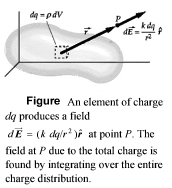 dq = ρ dV
P
r⃗
dE⃗ = k dq/r² r̂
Figure An element of charge
dq produces a field
dE⃗ = (k dq/r²) r̂ at point P. The
field at P due to the total charge is
found by integrating over the entire
charge distribution.